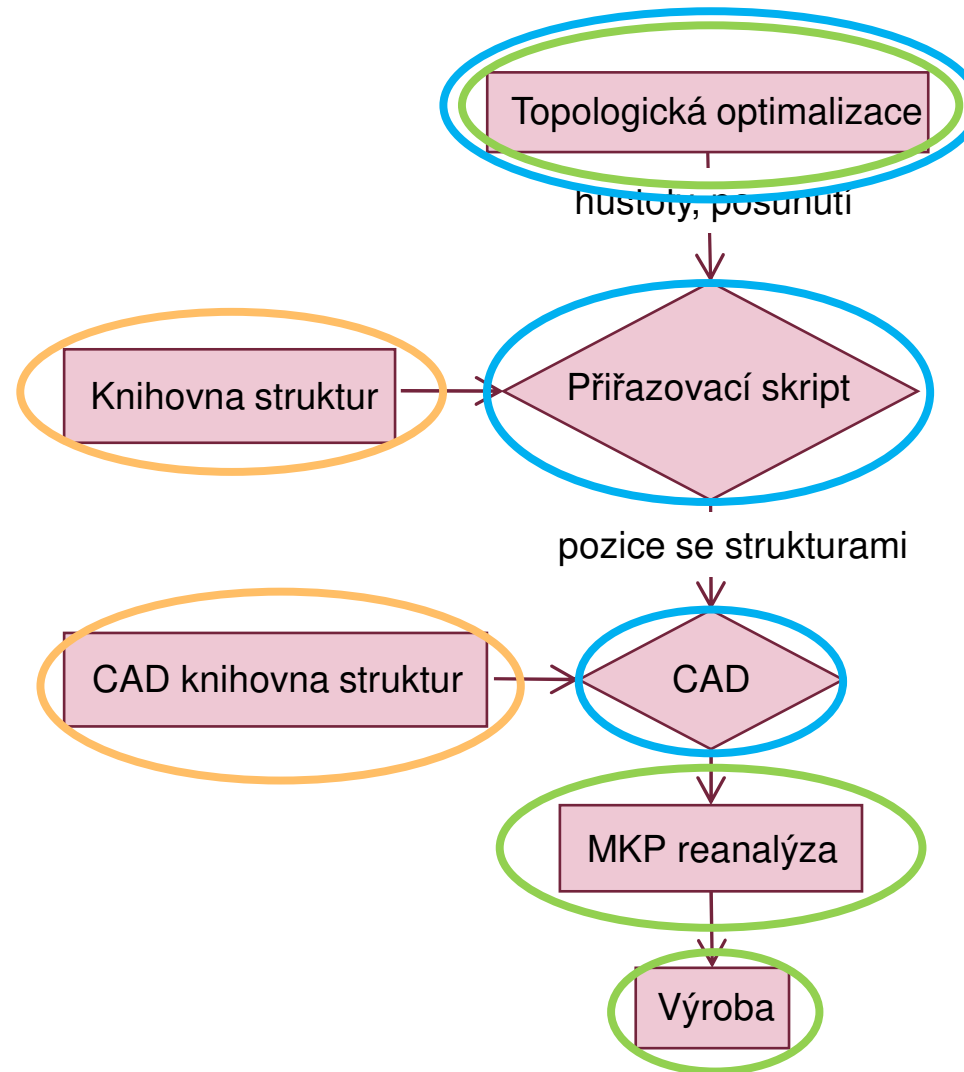 Topologická optimalizace
hustoty, posunutí
Knihovna struktur
Přiřazovací skript
pozice se strukturami
CAD knihovna struktur
CAD
MKP reanalýza
Výroba